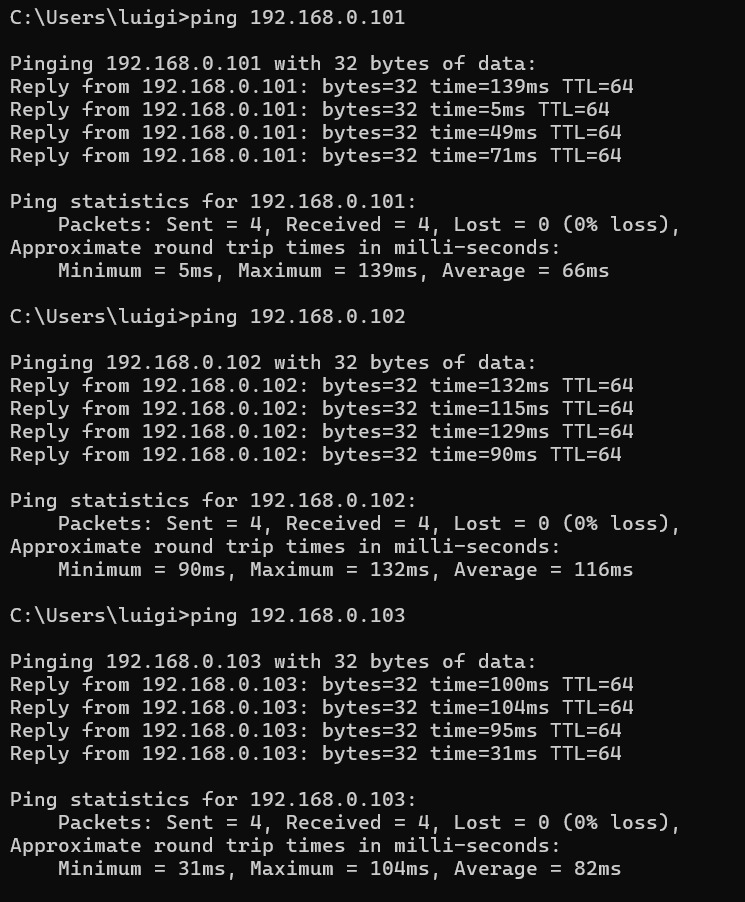 C:\Users\luigi>ping 192.168.0.101
Pinging 192.168.0.101 with 32 bytes of data:
Reply from 192.168.0.101: bytes=32 time=139ms TTL=64
Reply from 192.168.0.101: bytes=32 time=5ms TTL=64
Reply from 192.168.0.101: bytes=32 time=49ms TTL=64
Reply from 192.168.0.101: bytes=32 time=71ms TTL=64
Ping statistics for 192.168.0.101:
    Packets: Sent = 4, Received = 4, Lost = 0 (0% loss),
Approximate round trip times in milli-seconds:
    Minimum = 5ms, Maximum = 139ms, Average = 66ms
C:\Users\luigi>ping 192.168.0.102
Pinging 192.168.0.102 with 32 bytes of data:
Reply from 192.168.0.102: bytes=32 time=132ms TTL=64
Reply from 192.168.0.102: bytes=32 time=115ms TTL=64
Reply from 192.168.0.102: bytes=32 time=129ms TTL=64
Reply from 192.168.0.102: bytes=32 time=90ms TTL=64
Ping statistics for 192.168.0.102:
    Packets: Sent = 4, Received = 4, Lost = 0 (0% loss),
Approximate round trip times in milli-seconds:
    Minimum = 90ms, Maximum = 132ms, Average = 116ms
C:\Users\luigi>ping 192.168.0.103
Pinging 192.168.0.103 with 32 bytes of data:
Reply from 192.168.0.103: bytes=32 time=100ms TTL=64
Reply from 192.168.0.103: bytes=32 time=104ms TTL=64
Reply from 192.168.0.103: bytes=32 time=95ms TTL=64
Reply from 192.168.0.103: bytes=32 time=31ms TTL=64
Ping statistics for 192.168.0.103:
    Packets: Sent = 4, Received = 4, Lost = 0 (0% loss),
Approximate round trip times in milli-seconds:
    Minimum = 31ms, Maximum = 104ms, Average = 82ms